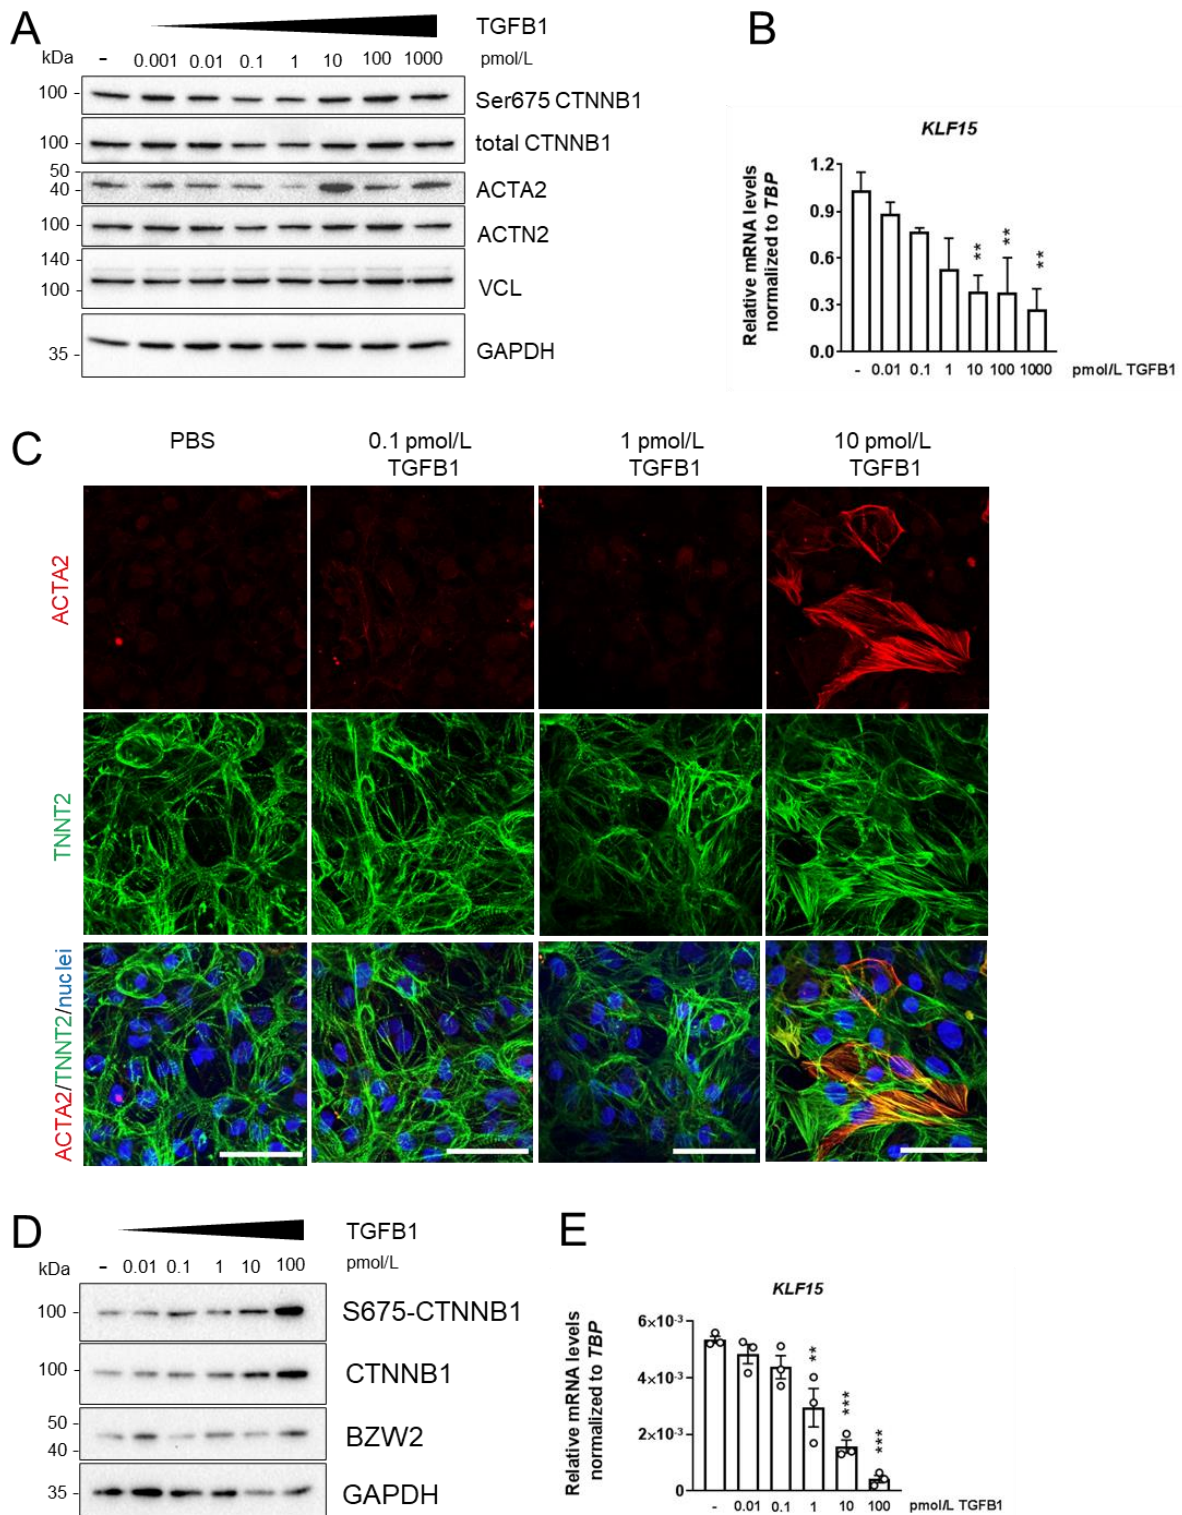 A
TGFB1
kDa
- 0.001 0.01 0.1 1 10 100 1000 pmol/L
100
Ser675 CTNNB1
100
total CTNNB1
50
40
ACTA2
100
ACTN2
140
100
VCL
35
GAPDH
B
KLF15
Relative mRNA levels
normalized to TBP
1.2
0.9
0.6
0.3
0.0
** ** **
- 0.01 0.1 1 10 100 1000 pmol/L TGFB1
C
PBS
0.1 pmol/L
TGFB1
1 pmol/L
TGFB1
10 pmol/L
TGFB1
ACTA2
TNNT2
ACTA2/TNNT2/nuclei
D
TGFB1
kDa
- 0.01 0.1 1 10 100 pmol/L
100
S675-CTNNB1
100
CTNNB1
50
40
BZW2
35
GAPDH
E
KLF15
Relative mRNA levels
normalized to TBP
6×10-3
4×10-3
2×10-3
0
** *** ***
- 0.01 0.1 1 10 100 pmol/L TGFB1